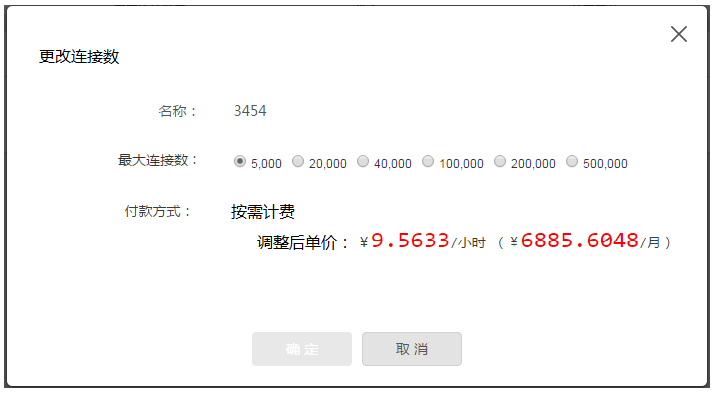 更改连接数
名称： 3454
最大连接数： 5,000 20,000 40,000 100,000 200,000 500,000
付款方式： 按需计费
调整后单价：￥9.5633/小时（￥6885.6048/月）
确 定 取 消